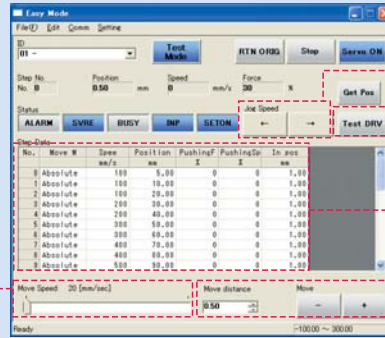 Easy Mode
File(F) Edit Comm Setting
ID
01 -
Test Mode
RTN ORIG Stop Servo ON
Step No. Position Speed Force
No. 0 0.50 mm 0 mm/s 30 %
Get Pos
Status Jog Speed
ALARM SVRE BUSY INP SETON ← → Test DRV
Step Data
No. Move M Spee Position PushingF PushingSp In pos
mm/s mm % % mm
0 Absolute 100 5.00 0 0 1.00
1 Absolute 100 10.00 0 0 1.00
2 Absolute 100 20.00 0 0 1.00
3 Absolute 200 30.00 0 0 1.00
4 Absolute 200 40.00 0 0 1.00
5 Absolute 300 50.00 0 0 1.00
6 Absolute 300 60.00 0 0 1.00
7 Absolute 400 70.00 0 0 1.00
8 Absolute 400 80.00 0 0 1.00
9 Absolute 500 90.00 0 0 1.00
Move Speed 20 [mm/sec] Move distance Move
0.50 - +
Ready -100.00 ~ 300.00